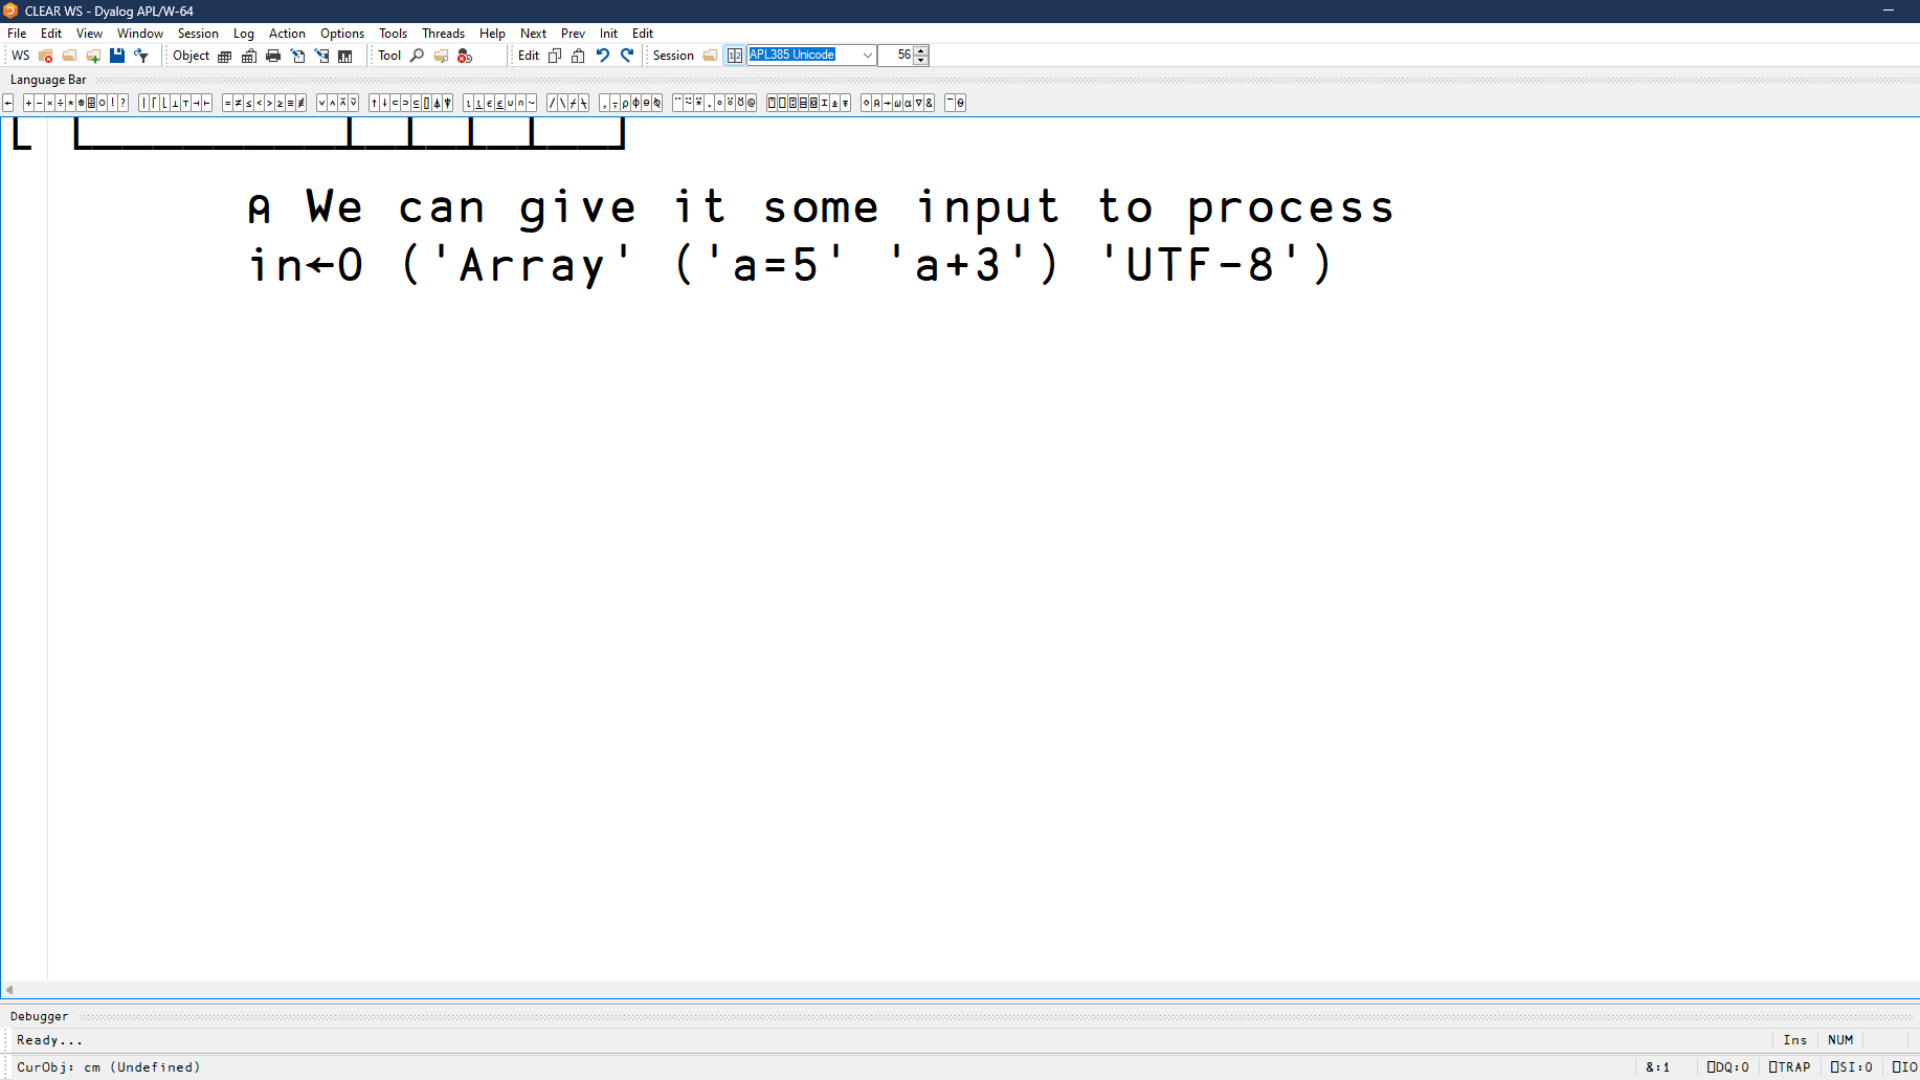 CLEAR WS - Dyalog APL/W-64
File Edit View Window Session Log Action Options Tools Threads Help Next Prev Init Edit
WS Object Tool Edit Session APL385 Unicode 56
Language Bar
← +-×÷*⍟⌹○!? |⌈⌊⊥⊤⊣⊢ =≠≤<>≥≡≢ ∨∧⍲⍱ ↑↓⊂⊃⊆⌷⍋⍒ ⍳⍸∊⍷∪∩~ /\⌿⍀ ,⍪⍴⌽⊖⍉ ¨⍨⍣.∘⍤⍥@ ⍞⎕⍠⌸⌺⌶⍎⍕ ⋄⍝→⍵⍺∇& ¯⍬
⍝ We can give it some input to process
in←0 ('Array' ('a=5' 'a+3') 'UTF-8')
Debugger
Ready...
Ins NUM
CurObj: cm (Undefined)
&:1 ⎕DQ:0 ⎕TRAP ⎕SI:0 ⎕IO